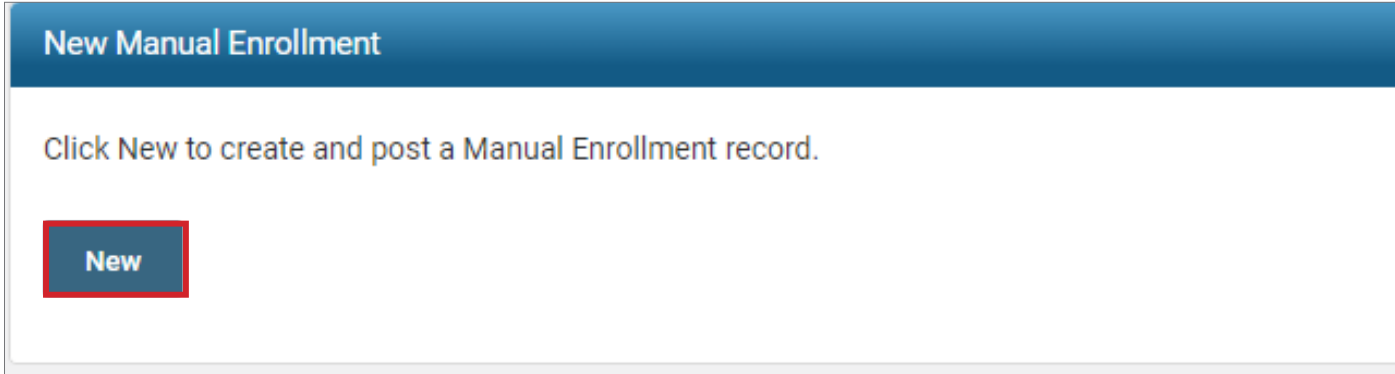 New Manual Enrollment
Click New to create and post a Manual Enrollment record.
New